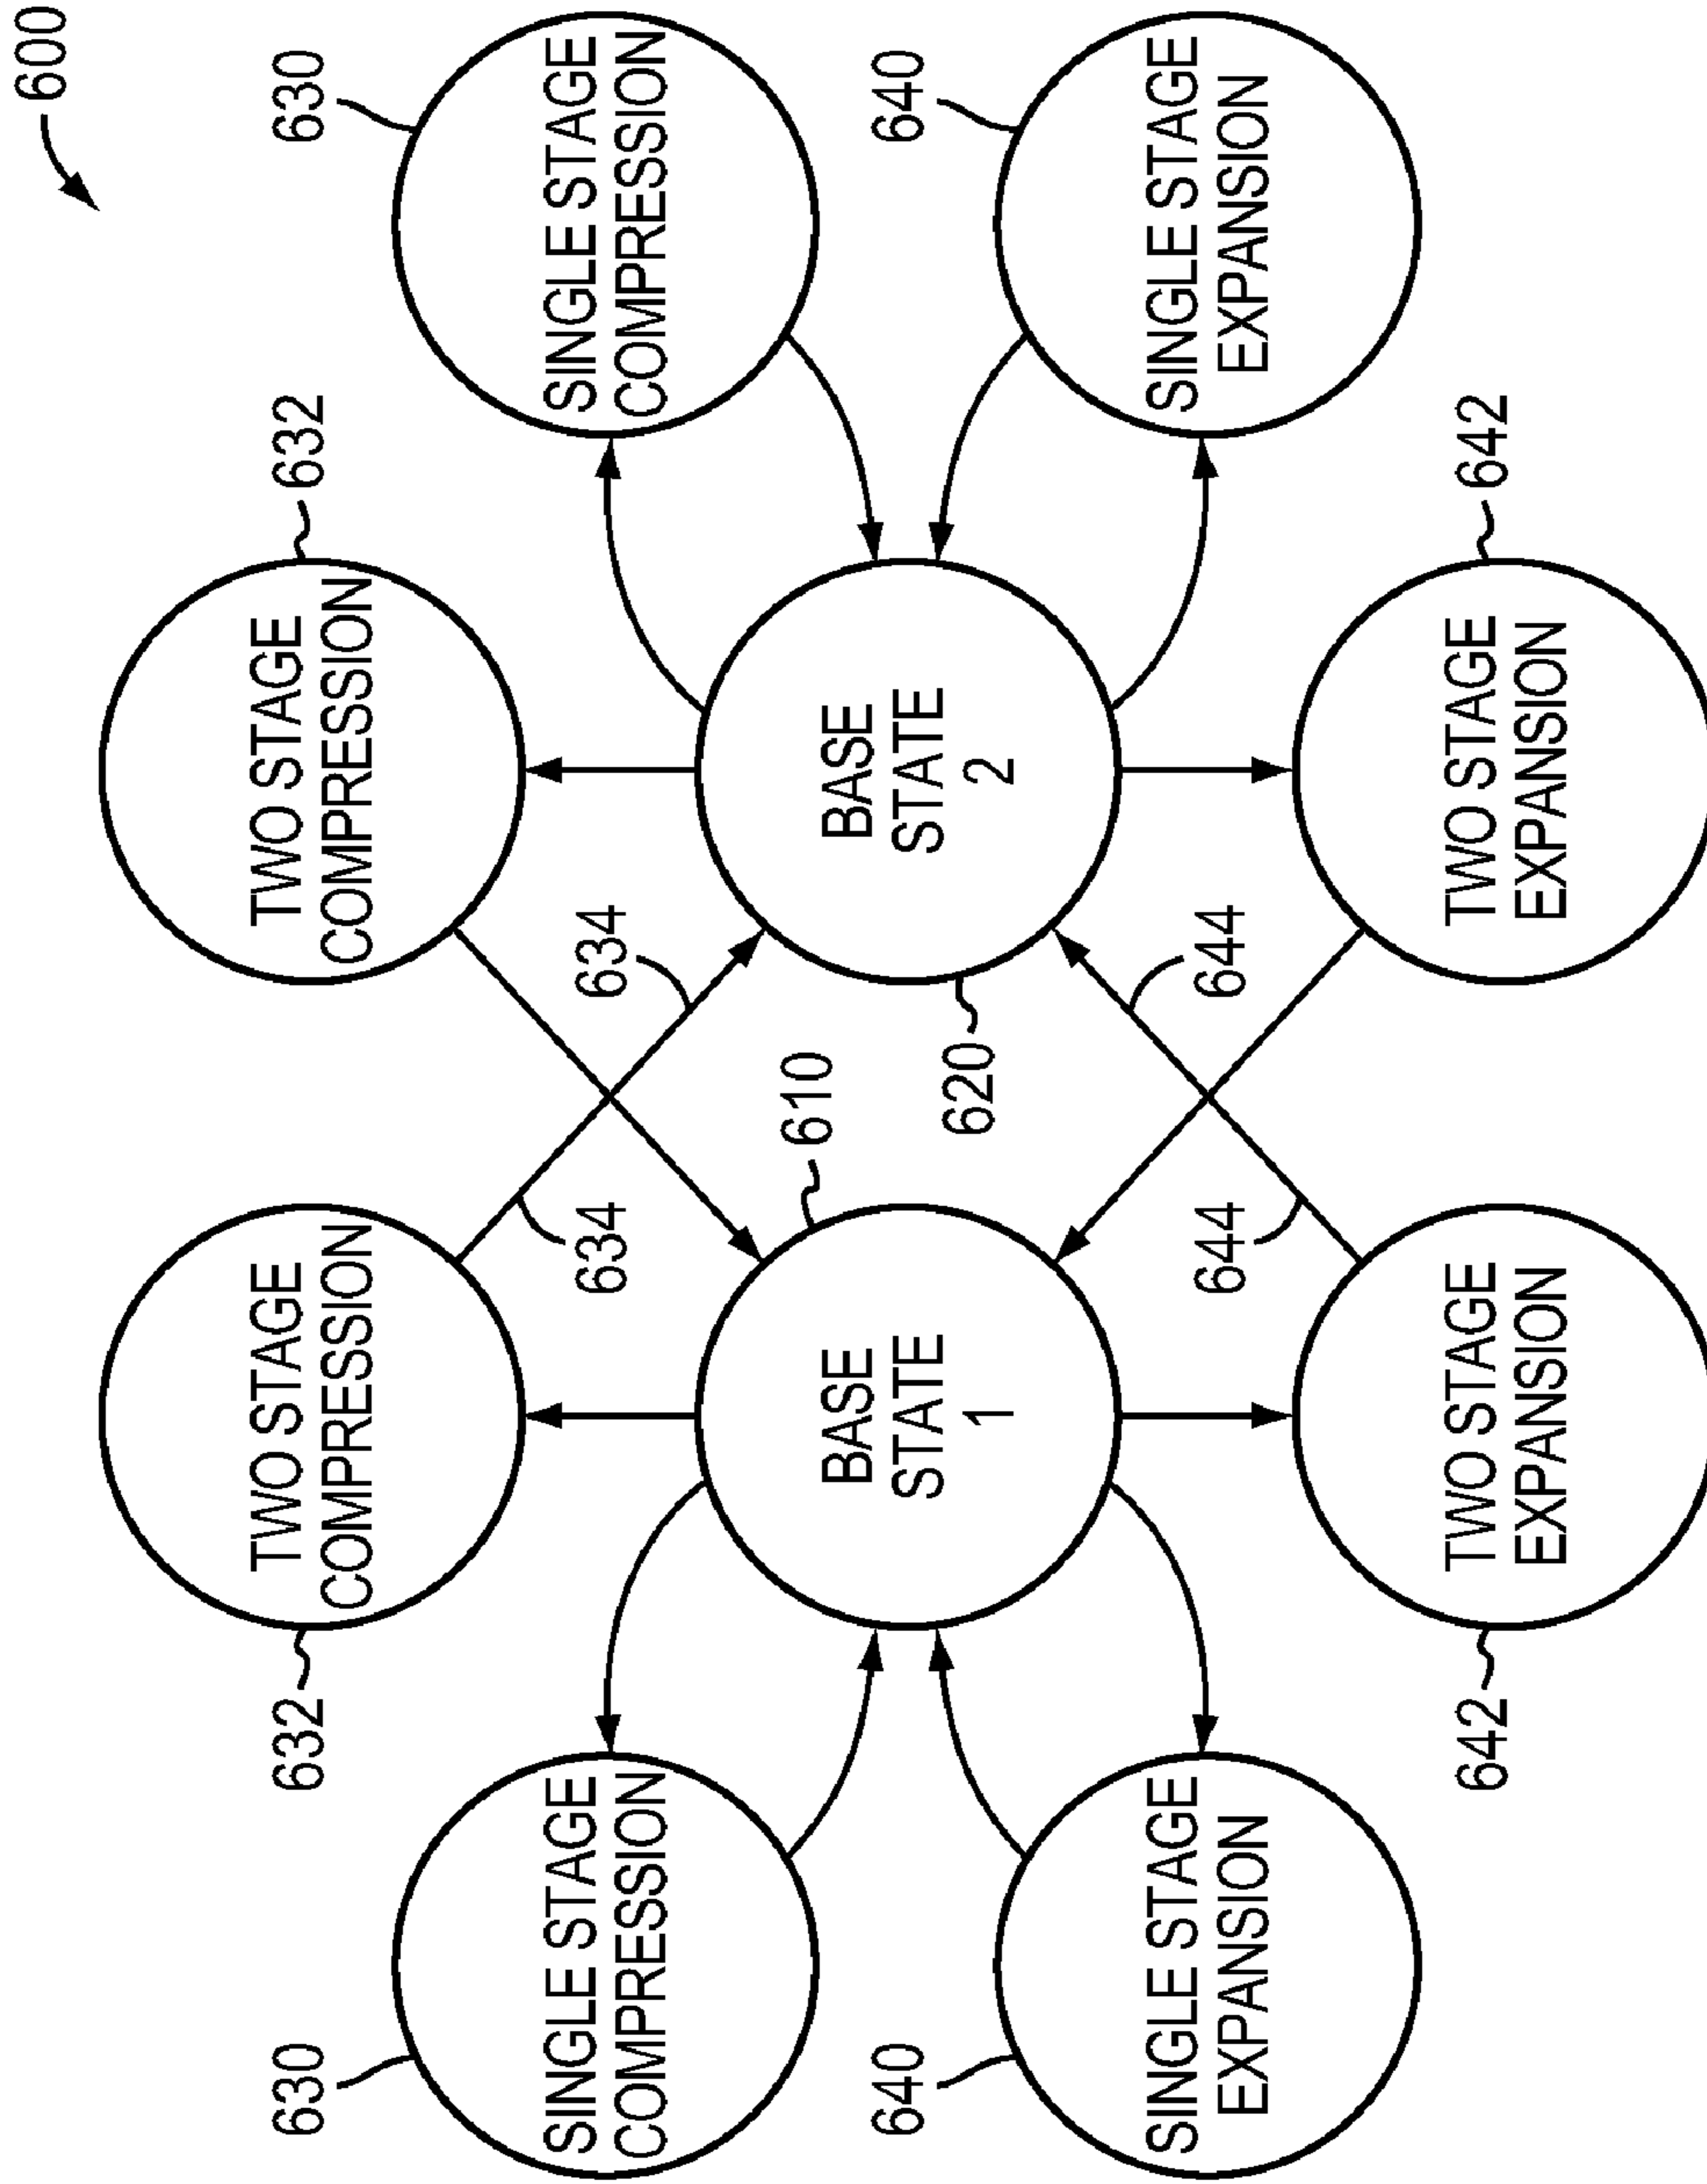 600
630
632
TWO STAGE
COMPRESSION
TWO STAGE
COMPRESSION
632
630
SINGLE STAGE
COMPRESSION
634
634
SINGLE STAGE
COMPRESSION
610
BASE
STATE
1
BASE
STATE
2
620
640
640
SINGLE STAGE
EXPANSION
644
644
SINGLE STAGE
EXPANSION
642
TWO STAGE
EXPANSION
TWO STAGE
EXPANSION
642